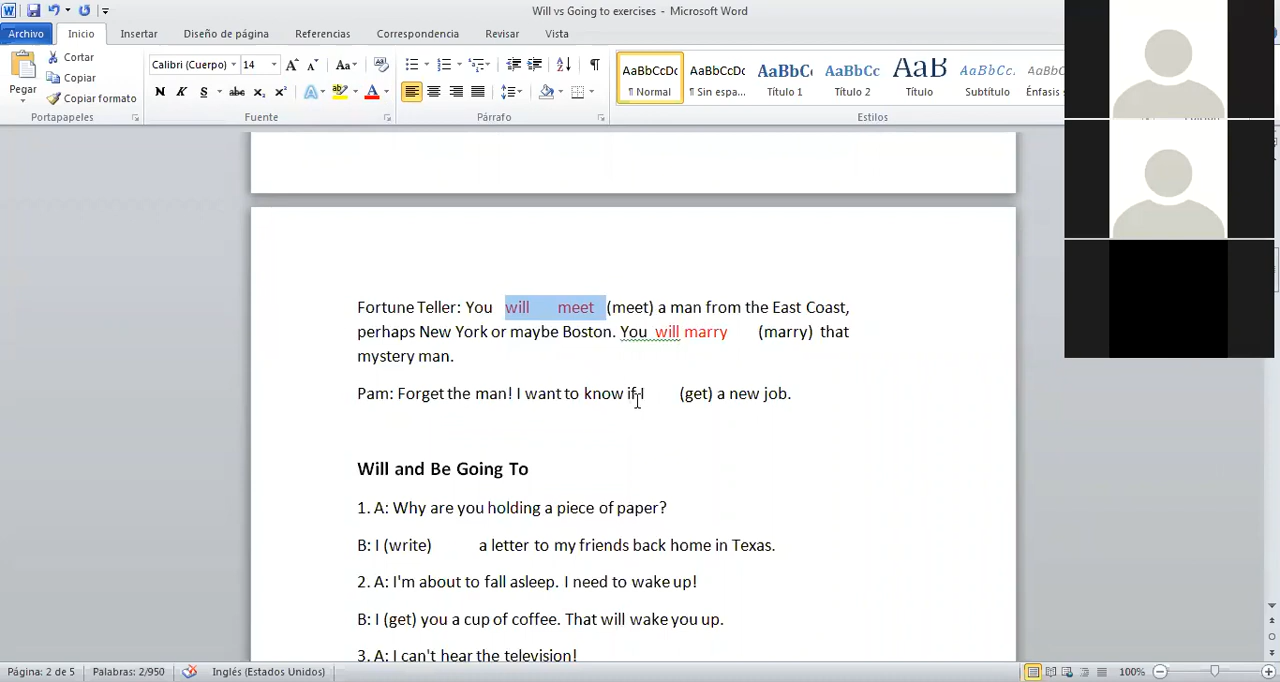 Will vs Going to exercises - Microsoft Word
Archivo Inicio Insertar Diseño de página Referencias Correspondencia Revisar Vista
Pegar
Cortar
Copiar
Copiar formato
Portapapeles
Calibri (Cuerpo) 14
Fuente
Párrafo
AaBbCcDc AaBbCcDc AaBbC AaBbCc AaB AaBbCc AaBbCc
¶ Normal ¶ Sin espa... Título 1 Título 2 Título Subtítulo Énfasis
Estilos
Fortune Teller: You will meet (meet) a man from the East Coast,
perhaps New York or maybe Boston. You will marry (marry) that
mystery man.
Pam: Forget the man! I want to know if I (get) a new job.
Will and Be Going To
1. A: Why are you holding a piece of paper?
B: I (write) a letter to my friends back home in Texas.
2. A: I'm about to fall asleep. I need to wake up!
B: I (get) you a cup of coffee. That will wake you up.
3. A: I can't hear the television!
Página: 2 de 5 Palabras: 2/950 Inglés (Estados Unidos) 100%